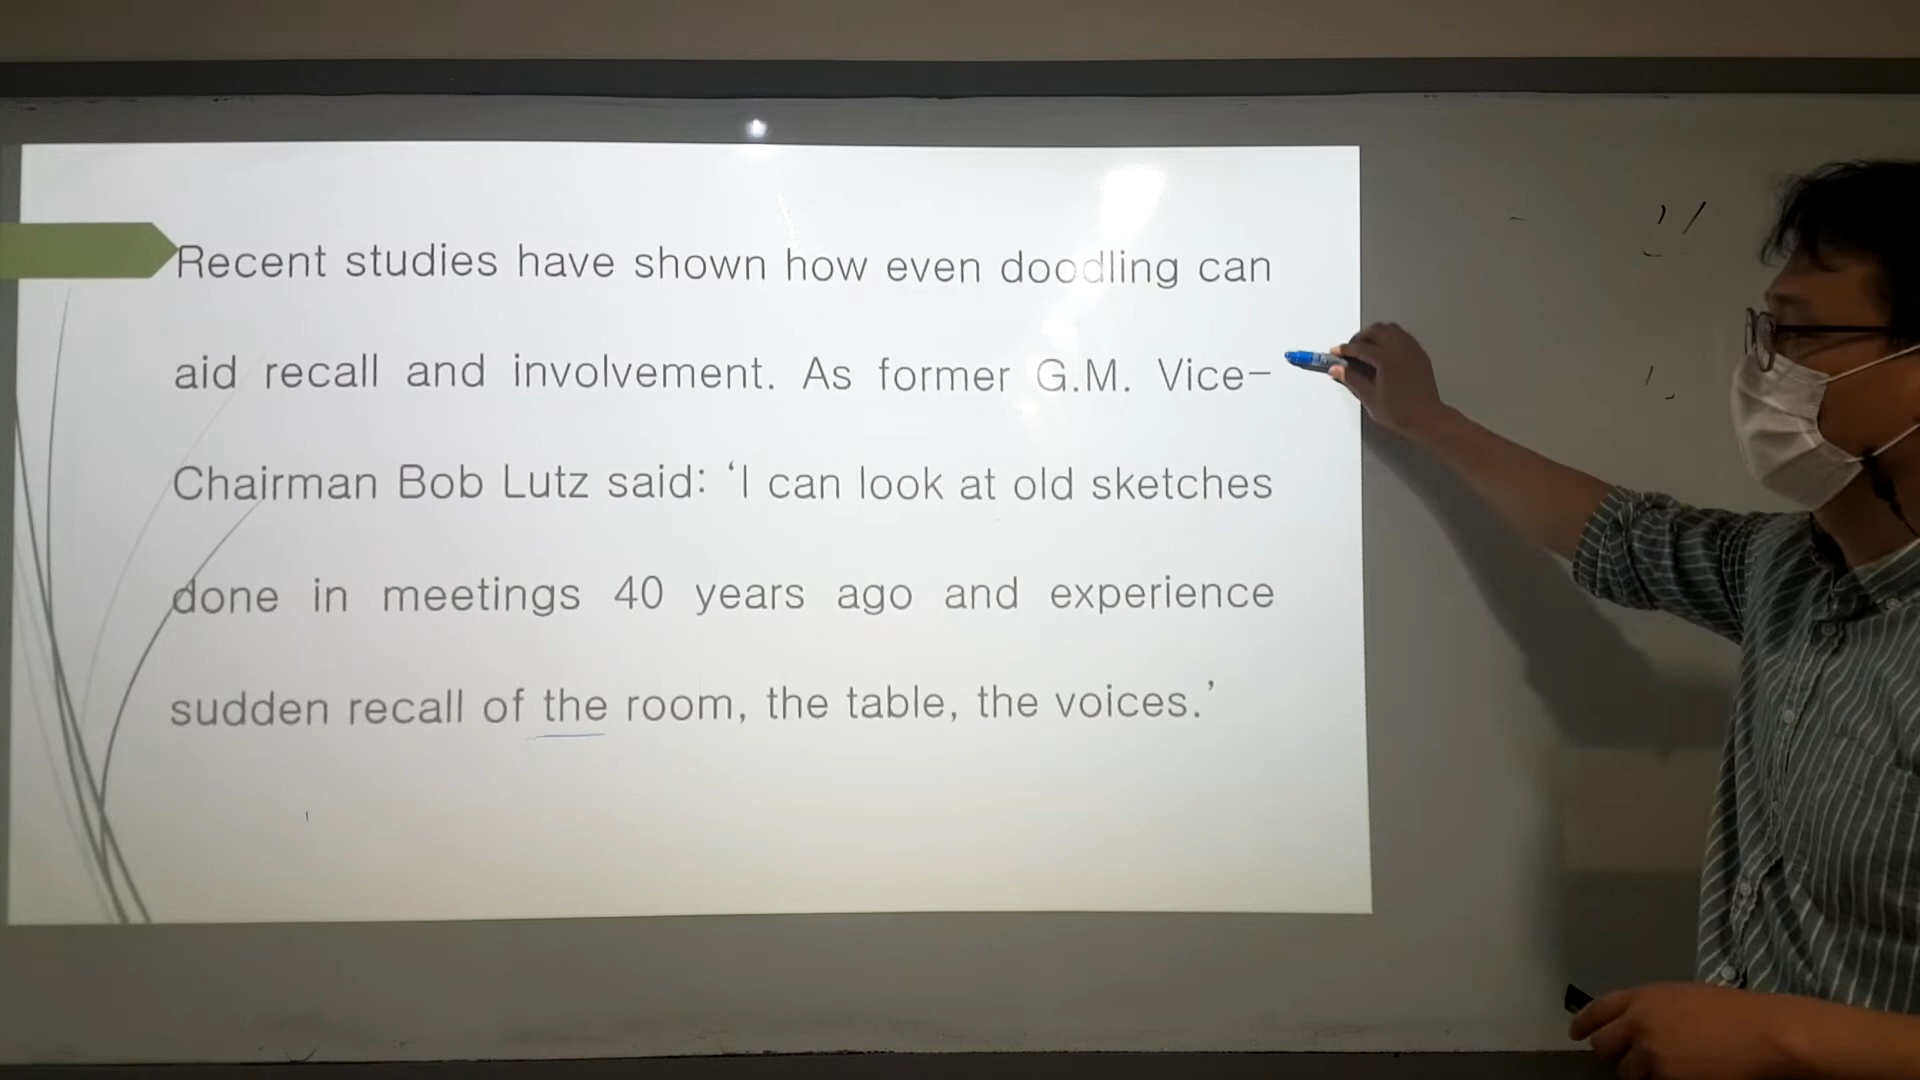 Recent studies have shown how even doodling can
aid recall and involvement. As former G.M. Vice-
Chairman Bob Lutz said: ‘I can look at old sketches
done in meetings 40 years ago and experience
sudden recall of the room, the table, the voices.’